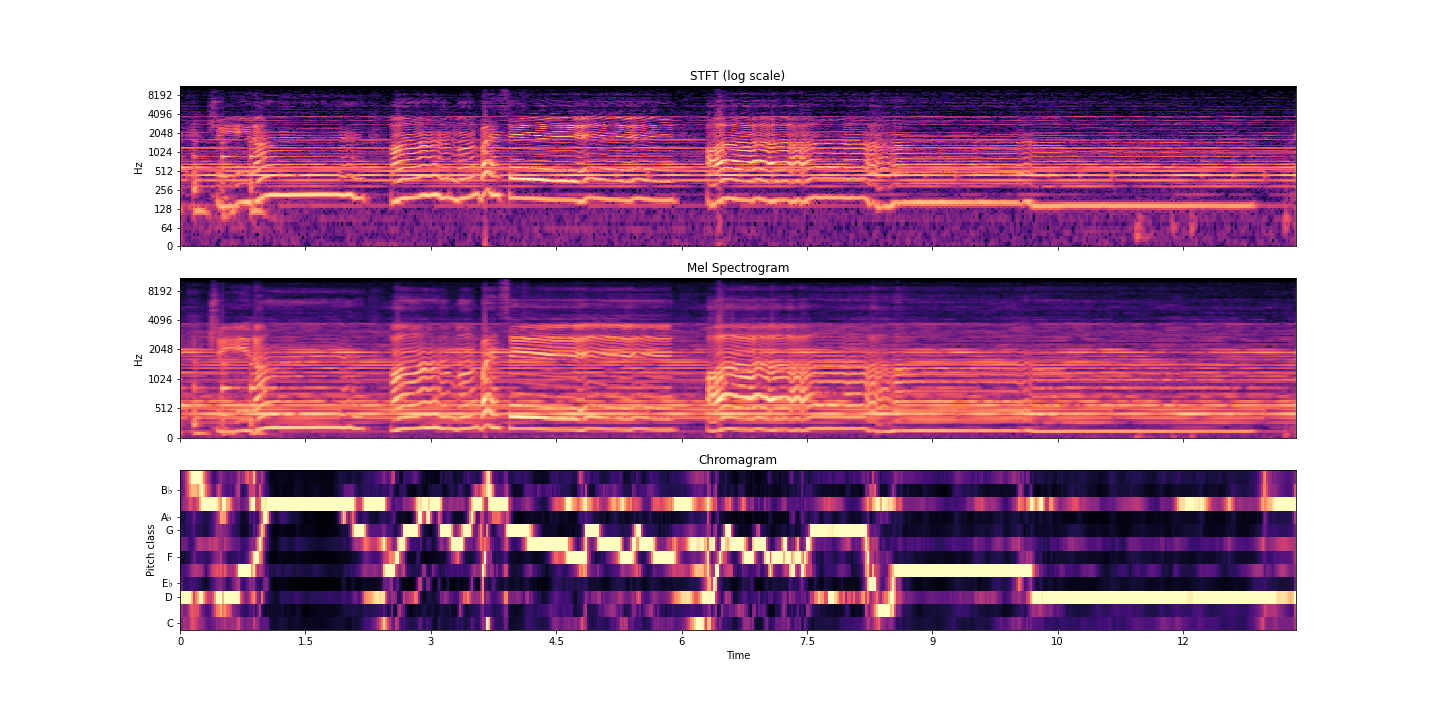 STFT (log scale)
8192
4096
2048
1024
512
256
128
64
0
Hz
Mel Spectrogram
8192
4096
2048
1024
512
0
Hz
Chromagram
B♭
A♭
G
F
E♭
D
C
Pitch class
0 1.5 3 4.5 6 7.5 9 10 12
Time